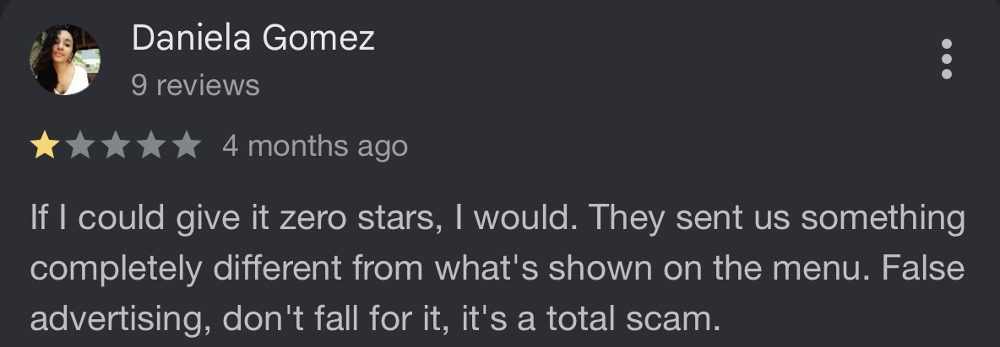 Daniela Gomez
9 reviews
4 months ago
If I could give it zero stars, I would. They sent us something
completely different from what's shown on the menu. False
advertising, don't fall for it, it's a total scam.